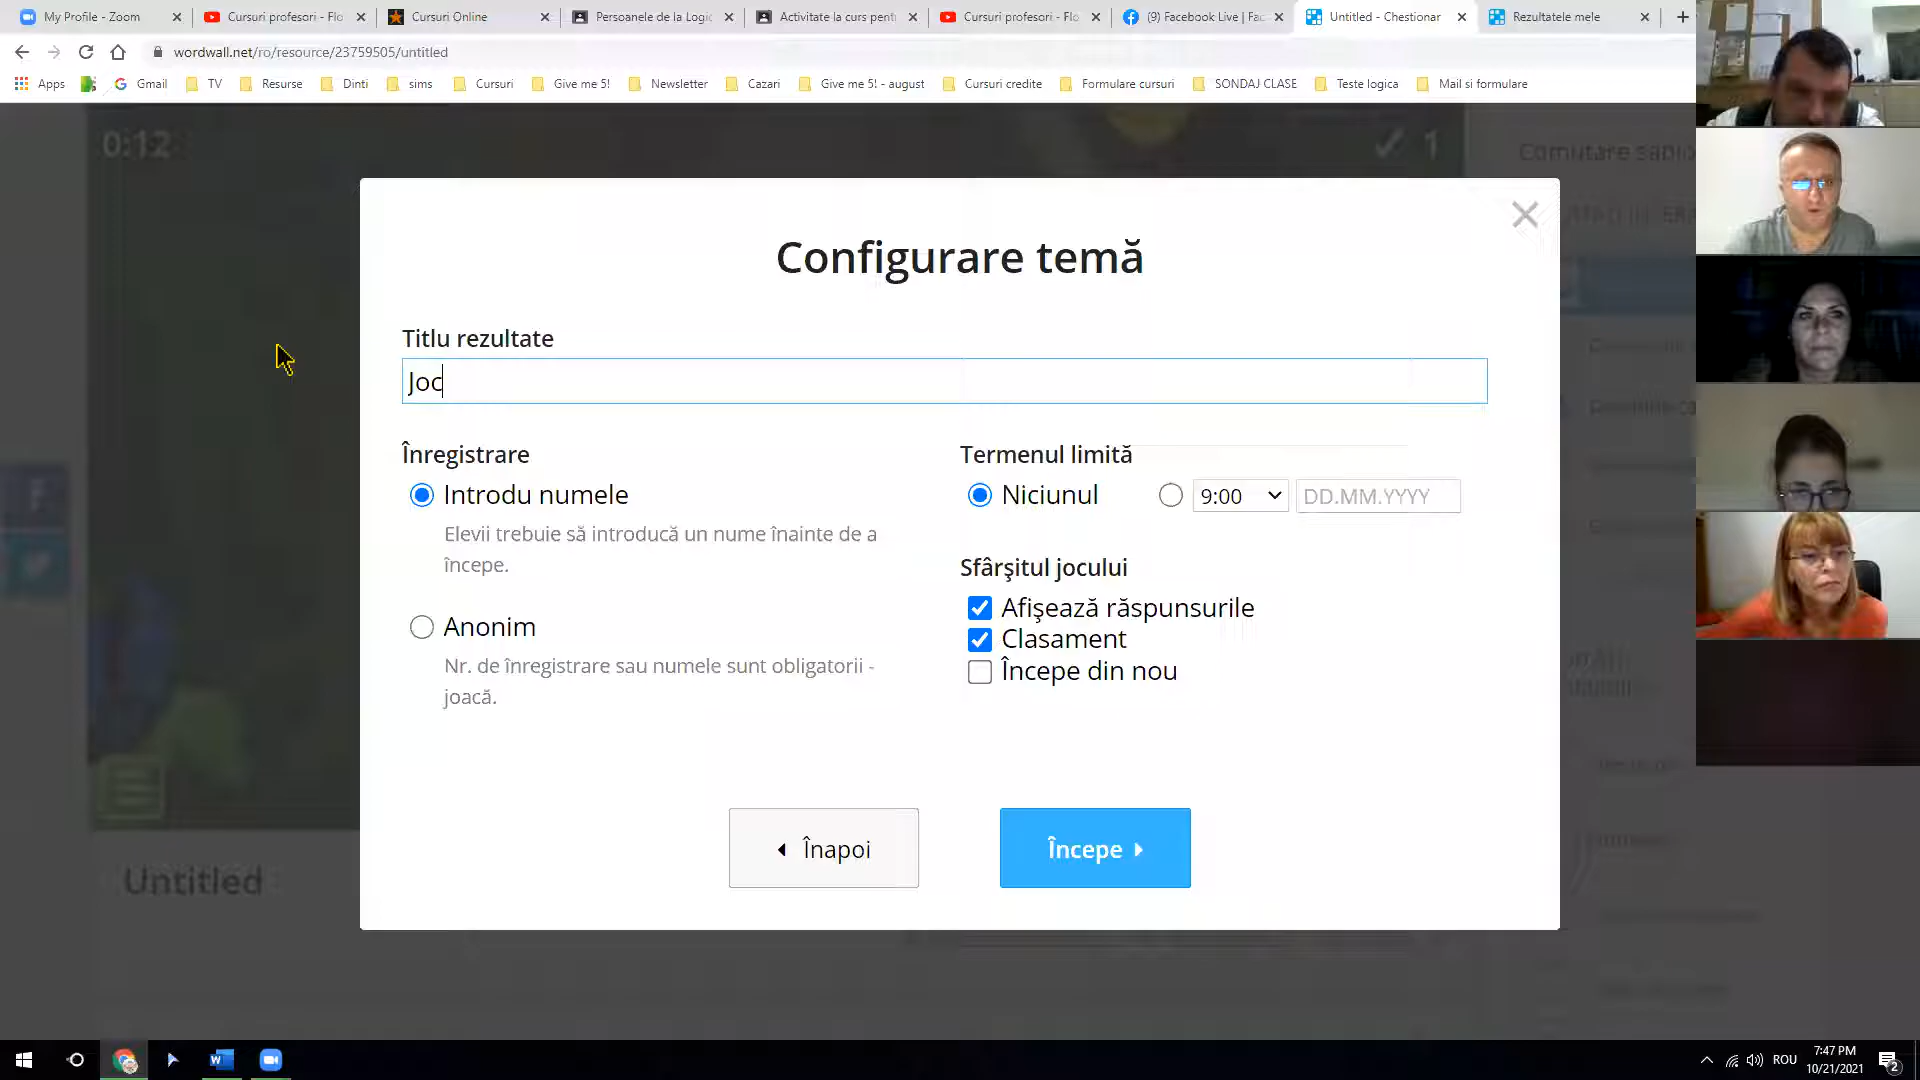 My Profile - Zoom
Cursuri profesori - Flo
Cursuri Online
Persoanele de la Logic
Activitate la curs pent
Cursuri profesori - Flo
(9) Facebook Live | Fac
Untitled - Chestionar
Rezultatele mele
wordwall.net/ro/resource/23759505/untitled
Apps
Gmail
TV
Resurse
Dinti
sims
Cursuri
Give me 5!
Newsletter
Cazari
Give me 5! - august
Cursuri credite
Formulare cursuri
SONDAJ CLASE
Teste logica
Mail si formulare
0:12
1
Comutare
Configurare temă
Titlu rezultate
Joc
Înregistrare
Introdu numele
Elevii trebuie să introducă un nume înainte de a
începe.
Anonim
Nr. de înregistrare sau numele sunt obligatorii -
joacă.
Termenul limită
Niciunul
9:00
DD.MM.YYYY
Sfârşitul jocului
Afişează răspunsurile
Clasament
Începe din nou
Înapoi
Începe
Untitled
ROU
7:47 PM
10/21/2021
2